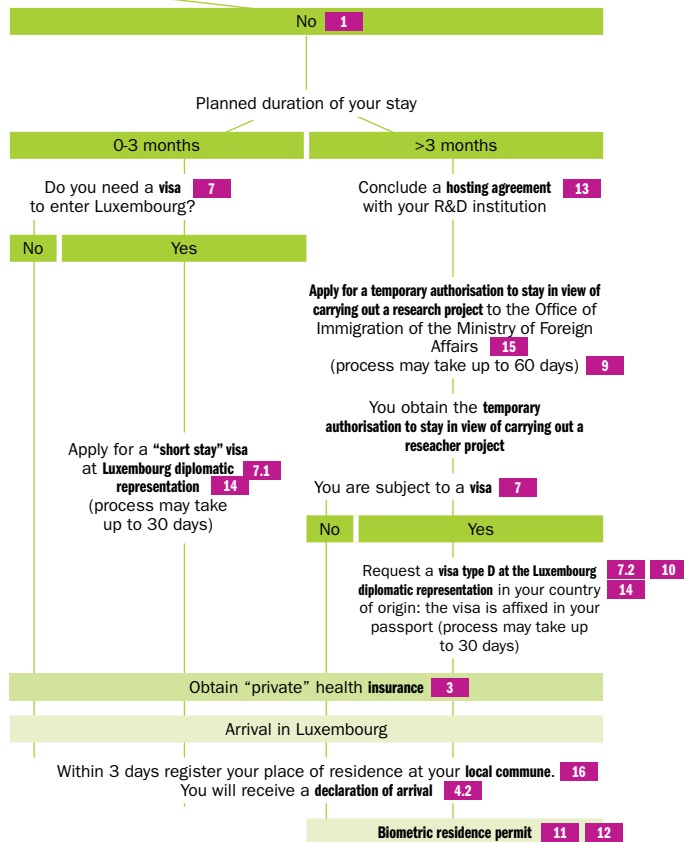 No 1
Planned duration of your stay
0-3 months
>3 months
Do you need a visa 7
to enter Luxembourg?
Conclude a hosting agreement 13
with your R&D institution
No
Yes
Apply for a temporary authorisation to stay in view of
carrying out a research project to the Office of
Immigration of the Ministry of Foreign
Affairs 15
(process may take up to 60 days) 9
You obtain the temporary
authorisation to stay in view of carrying out a
reseacher project
Apply for a "short stay" visa
at Luxembourg diplomatic 7.1
representation 14
(process may take
up to 30 days)
You are subject to a visa 7
No
Yes
Request a visa type D at the Luxembourg 7.2 10
diplomatic representation in your country 14
of origin: the visa is affixed in your
passport (process may take up
to 30 days)
Obtain "private" health insurance 3
Arrival in Luxembourg
Within 3 days register your place of residence at your local commune. 16
You will receive a declaration of arrival 4.2
Biometric residence permit 11 12